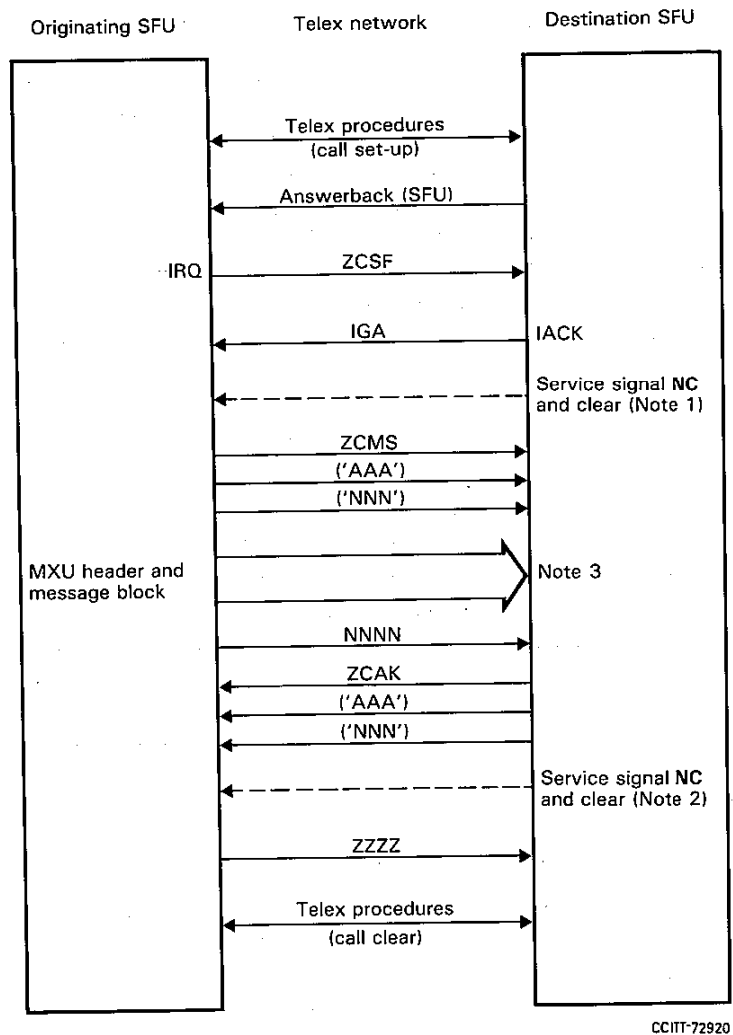 Originating SFU
Telex network
Destination SFU
Telex procedures
(call set-up)
Answerback (SFU)
IRQ
ZCSF
IGA
IACK
Service signal NC
and clear (Note 1)
ZCMS
('AAA')
('NNN')
MXU header and
message block
Note 3
NNNN
ZCAK
('AAA')
('NNN')
Service signal NC
and clear (Note 2)
ZZZZ
Telex procedures
(call clear)
CCITT-72920